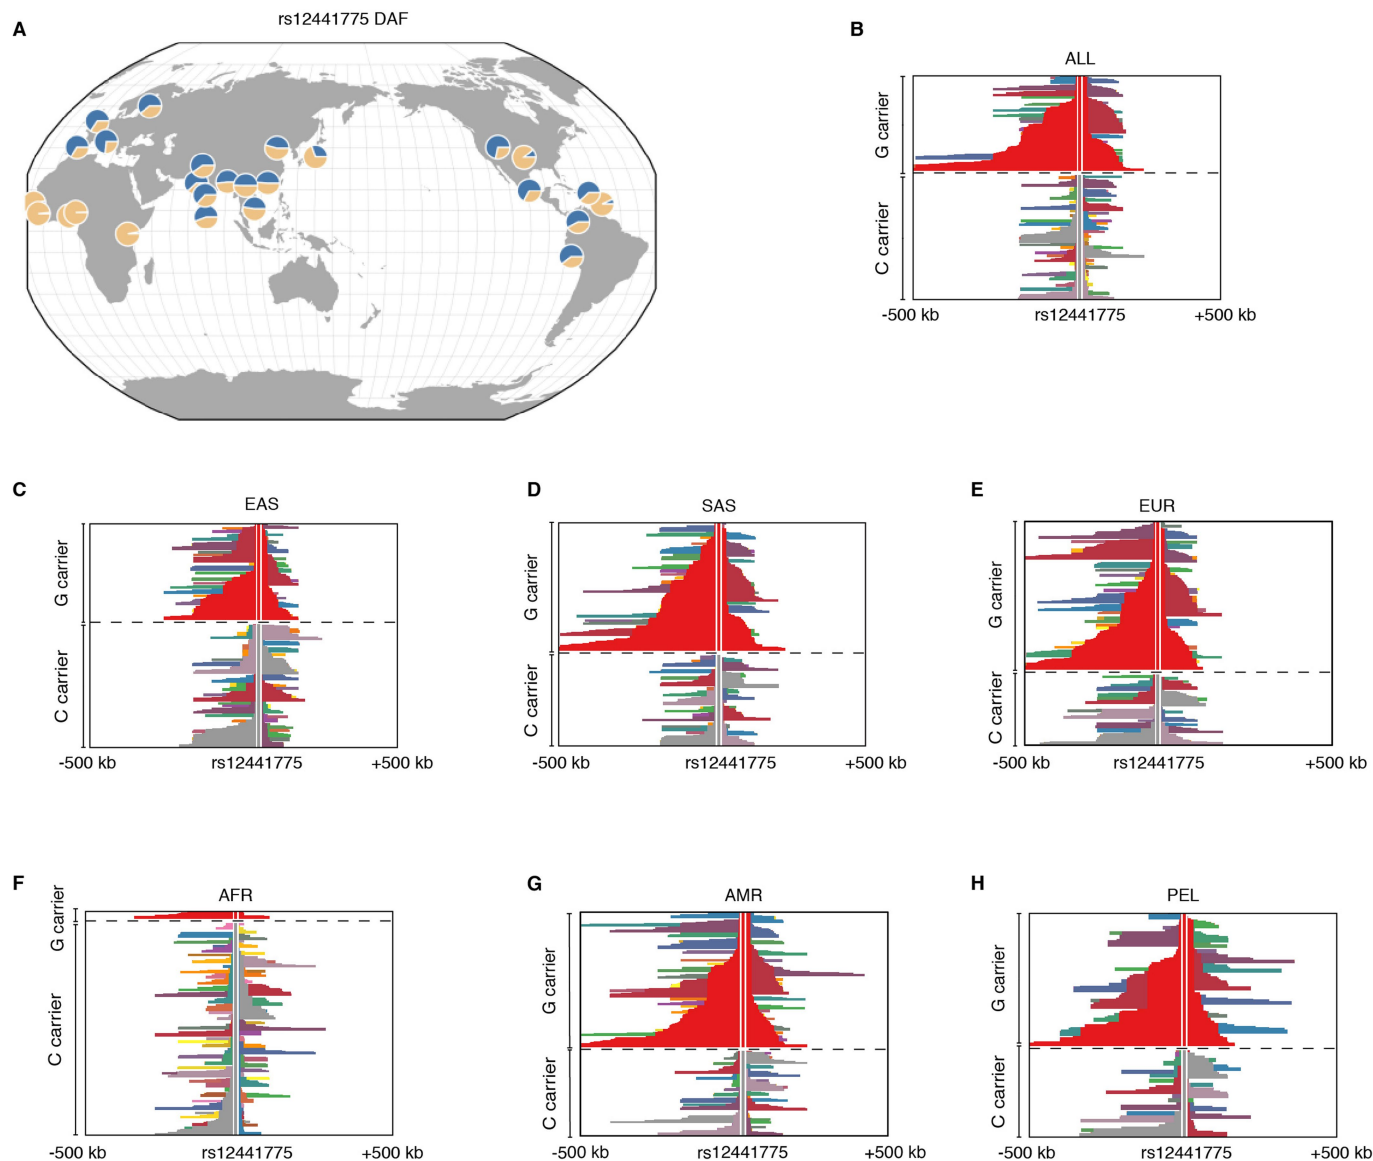 A
rs12441775 DAF
B
ALL
G carrier
C carrier
-500 kb
rs12441775
+500 kb
C
EAS
G carrier
C carrier
-500 kb
rs12441775
+500 kb
D
SAS
G carrier
C carrier
-500 kb
rs12441775
+500 kb
E
EUR
G carrier
C carrier
-500 kb
rs12441775
+500 kb
F
AFR
G carrier
C carrier
-500 kb
rs12441775
+500 kb
G
AMR
G carrier
C carrier
-500 kb
rs12441775
+500 kb
H
PEL
G carrier
C carrier
-500 kb
rs12441775
+500 kb